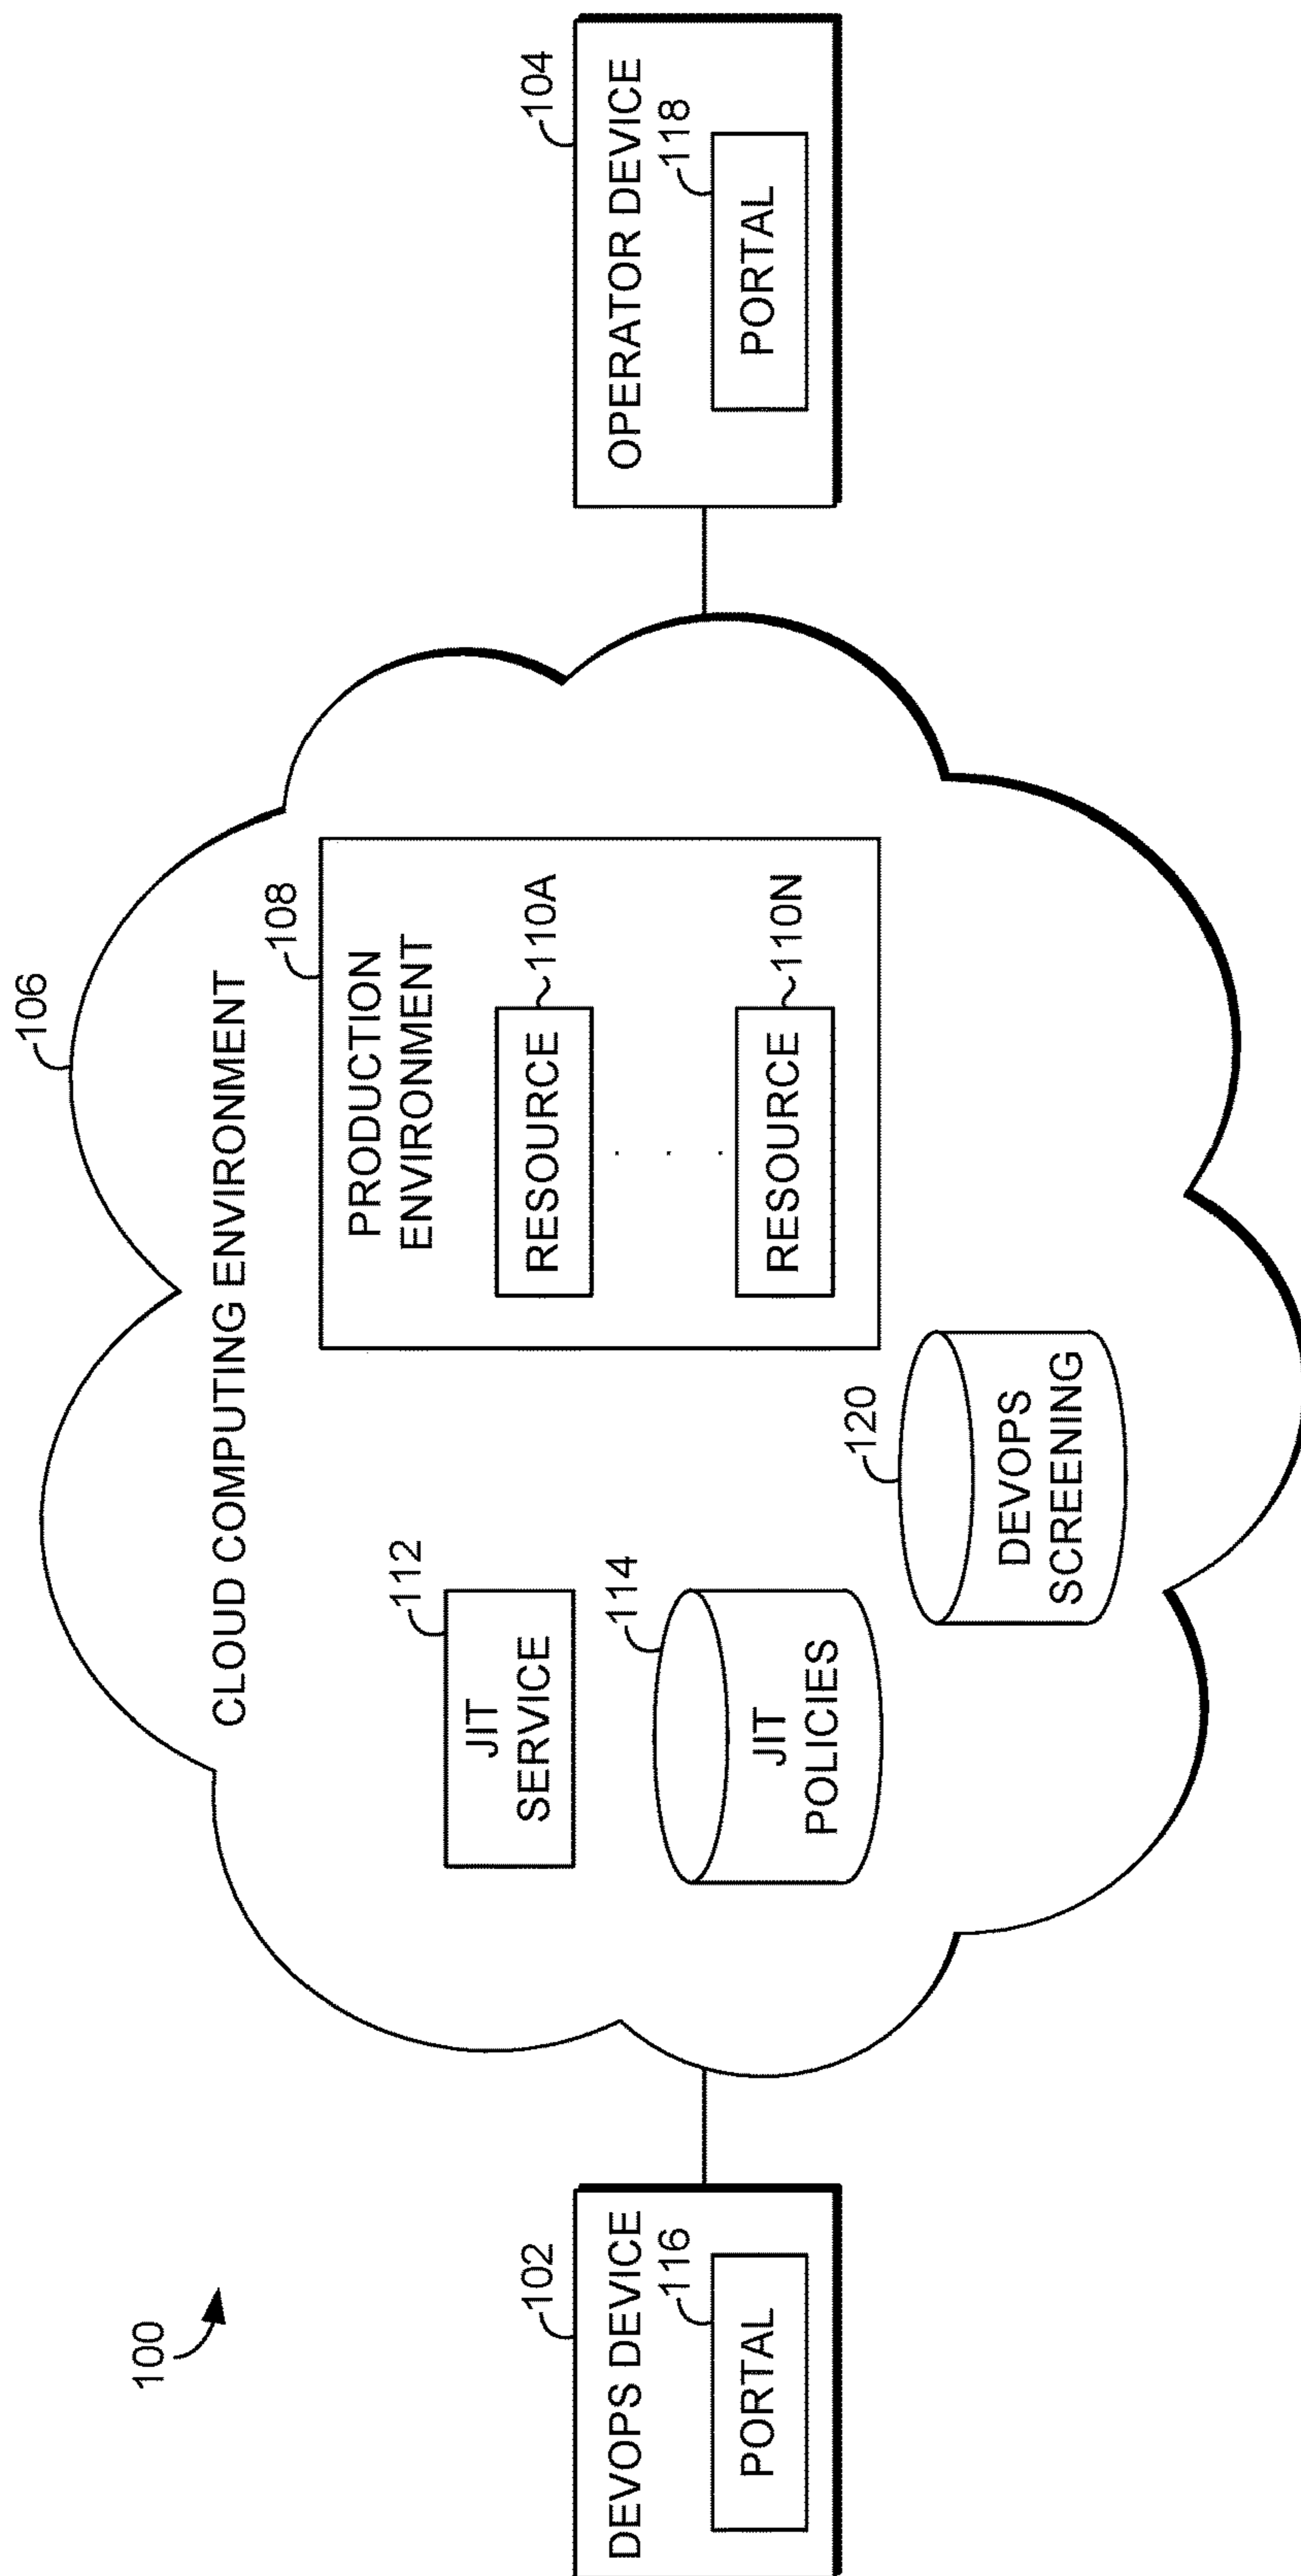 100
106
CLOUD COMPUTING ENVIRONMENT
102
DEVOPS DEVICE
116
PORTAL
112
JIT
SERVICE
114
JIT
POLICIES
120
DEVOPS
SCREENING
108
PRODUCTION
ENVIRONMENT
RESOURCE
110A
. . .
RESOURCE
110N
104
OPERATOR DEVICE
118
PORTAL